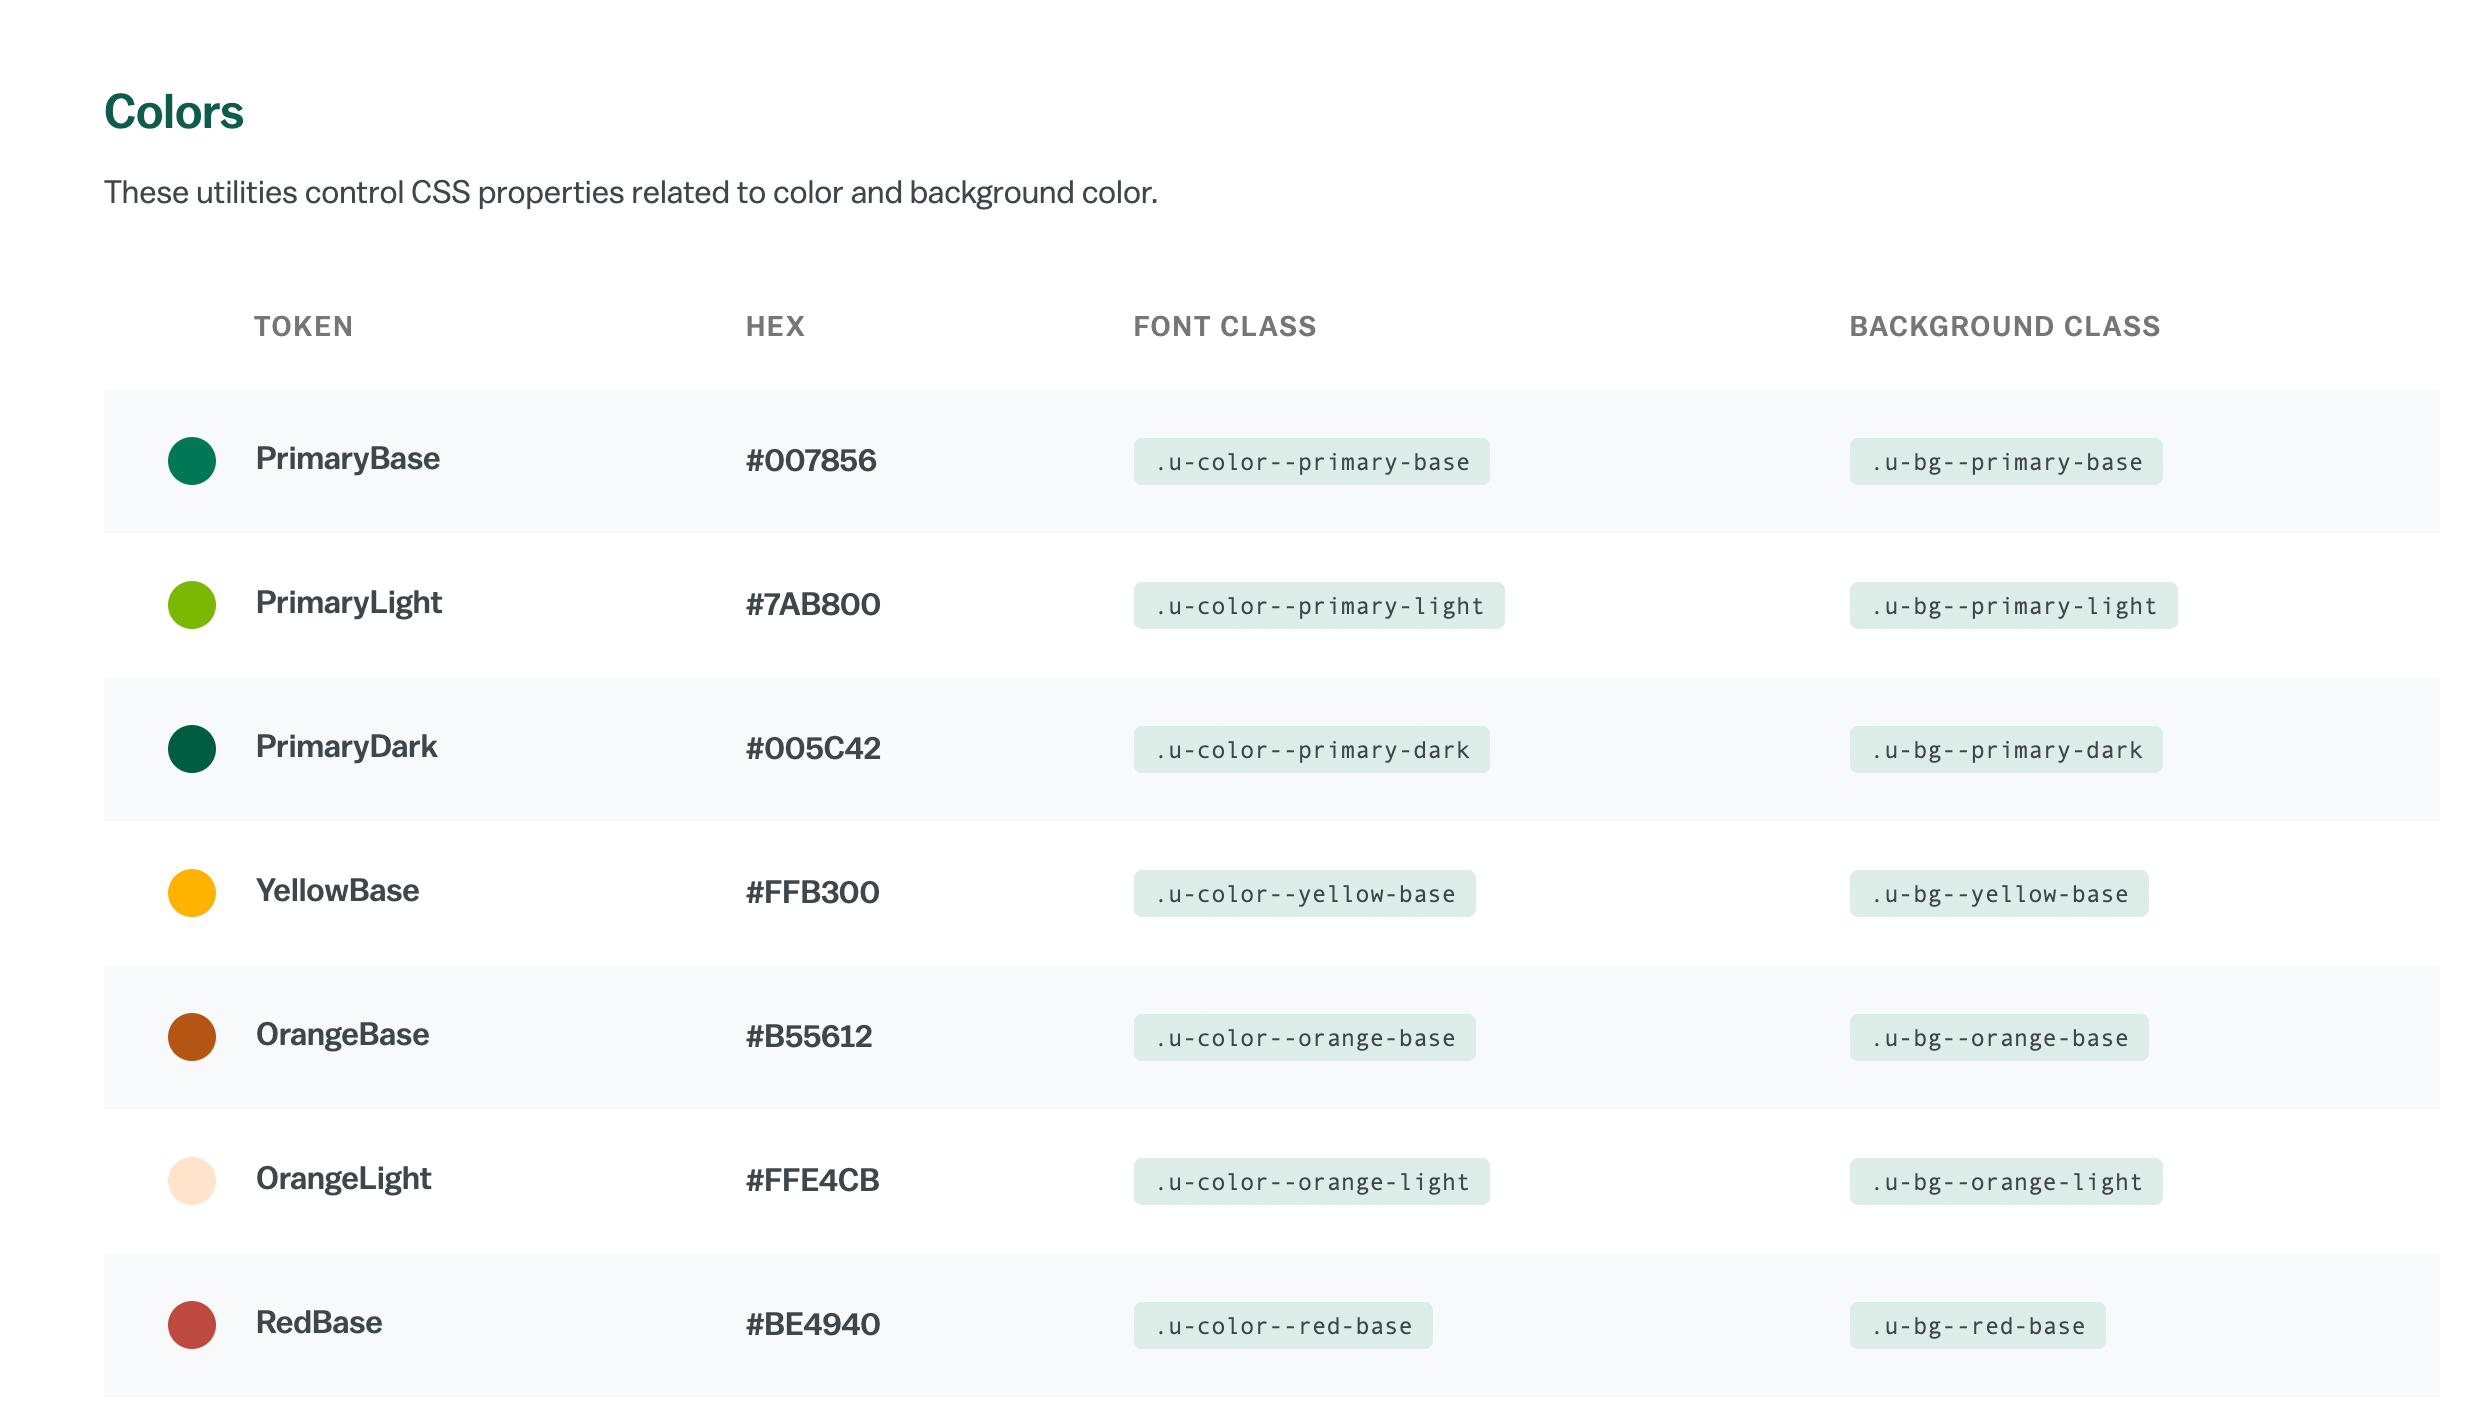 Colors
These utilities control CSS properties related to color and background color.
TOKEN HEX FONT CLASS BACKGROUND CLASS
PrimaryBase #007856 .u-color--primary-base .u-bg--primary-base
PrimaryLight #7AB800 .u-color--primary-light .u-bg--primary-light
PrimaryDark #005C42 .u-color--primary-dark .u-bg--primary-dark
YellowBase #FFB300 .u-color--yellow-base .u-bg--yellow-base
OrangeBase #B55612 .u-color--orange-base .u-bg--orange-base
OrangeLight #FFE4CB .u-color--orange-light .u-bg--orange-light
RedBase #BE4940 .u-color--red-base .u-bg--red-base